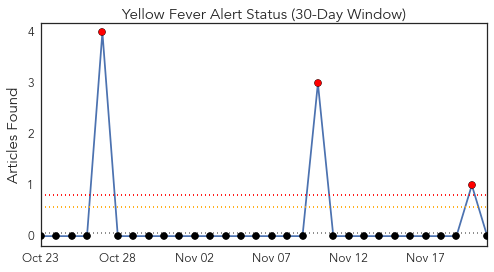 Yellow Fever Alert Status (30-Day Window)
Articles Found
4
3
2
1
0
Oct 23 Oct 28 Nov 02 Nov 07 Nov 12 Nov 17